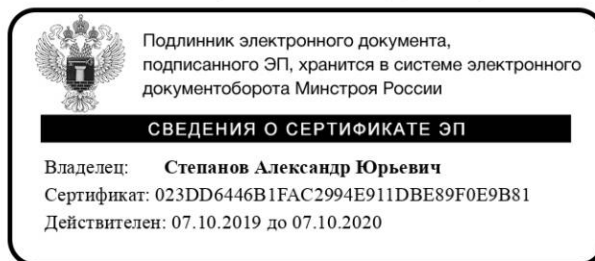 Подлинник электронного документа,
подписанного ЭП, хранится в системе электронного
документоборота Минстроя России
СВЕДЕНИЯ О СЕРТИФИКАТЕ ЭП
Владелец: Степанов Александр Юрьевич
Сертификат: 023DD6446B1FAC2994E911DBE89F0E9B81
Действителен: 07.10.2019 до 07.10.2020